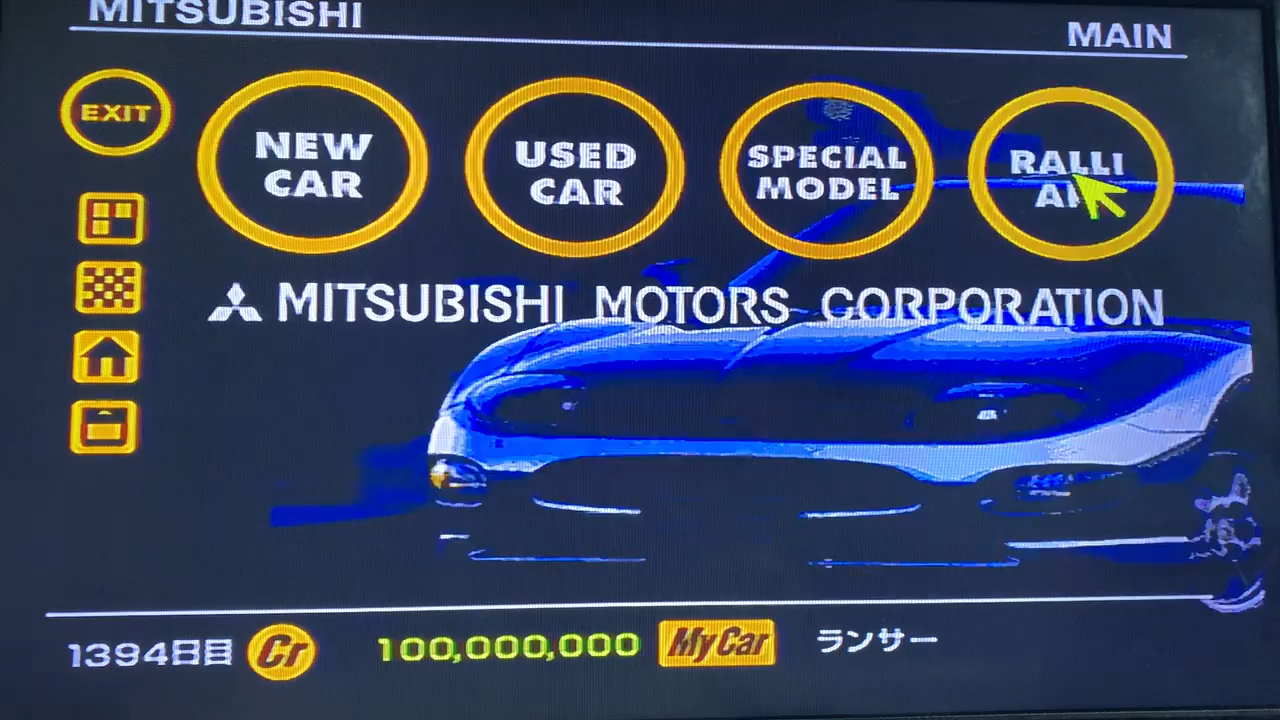 MITSUBISHI
MAIN
EXIT
NEW
CAR
USED
CAR
SPECIAL
MODEL
RALLI
MITSUBISHI MOTORS CORPORATION
1394日目 Cr 100,000,000 MyCar ランサー